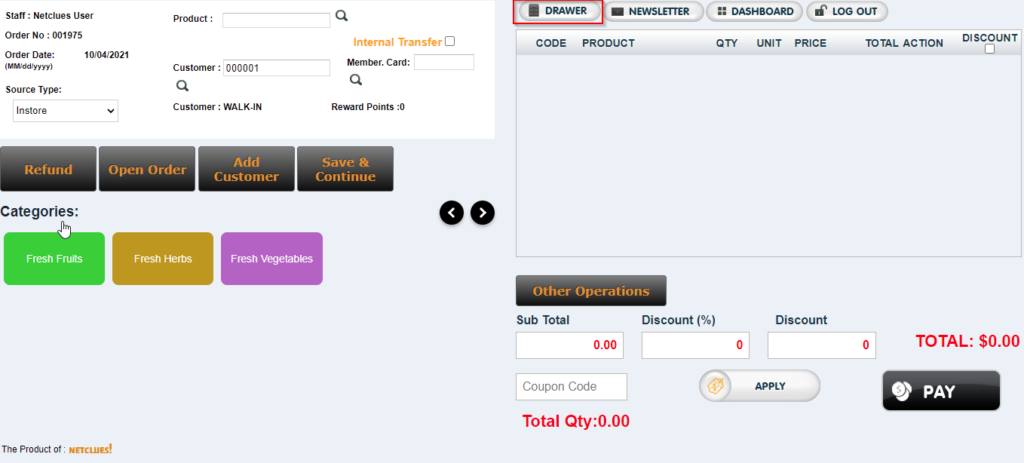 Staff : Netclues User
Product :
Order No : 001975
Internal Transfer
Order Date: 10/04/2021
(MM/dd/yyyy)
Customer : 000001
Member. Card:
Source Type:
Instore
Customer : WALK-IN
Reward Points :0
Refund
Open Order
Add
Customer
Save &
Continue
Categories:
Fresh Fruits
Fresh Herbs
Fresh Vegetables
The Product of : NETCLUES!
DRAWER
NEWSLETTER
DASHBOARD
LOG OUT
CODE PRODUCT QTY UNIT PRICE TOTAL ACTION DISCOUNT
Other Operations
Sub Total
Discount (%)
Discount
0.00
0
0
TOTAL: $0.00
Coupon Code
APPLY
PAY
Total Qty:0.00